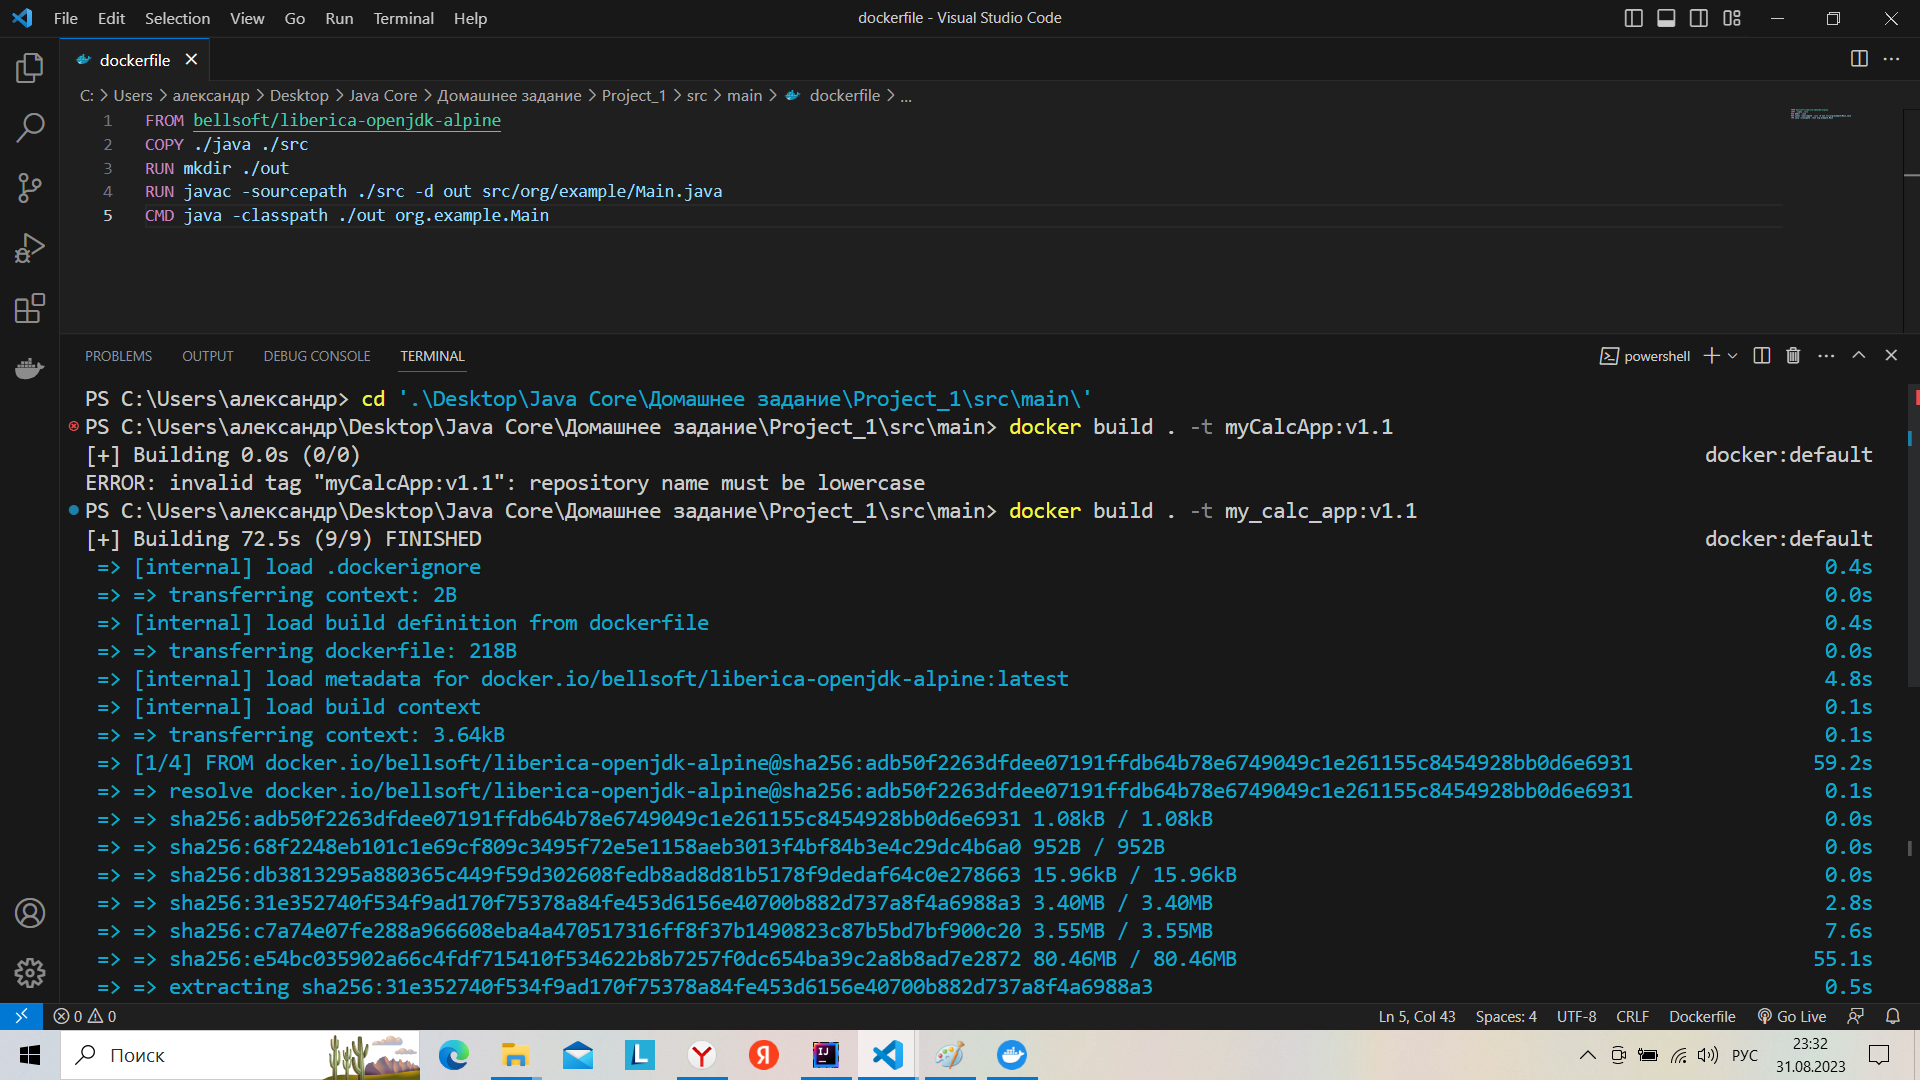 File Edit Selection View Go Run Terminal Help
dockerfile - Visual Studio Code
dockerfile
C: > Users > александр > Desktop > Java Core > Домашнее задание > Project_1 > src > main > dockerfile > ...
1 FROM bellsoft/liberica-openjdk-alpine
2 COPY ./java ./src
3 RUN mkdir ./out
4 RUN javac -sourcepath ./src -d out src/org/example/Main.java
5 CMD java -classpath ./out org.example.Main
PROBLEMS OUTPUT DEBUG CONSOLE TERMINAL
powershell
PS C:\Users\александр> cd '.\Desktop\Java Core\Домашнее задание\Project_1\src\main\'
PS C:\Users\александр\Desktop\Java Core\Домашнее задание\Project_1\src\main> docker build . -t myCalcApp:v1.1
[+] Building 0.0s (0/0) docker:default
ERROR: invalid tag "myCalcApp:v1.1": repository name must be lowercase
PS C:\Users\александр\Desktop\Java Core\Домашнее задание\Project_1\src\main> docker build . -t my_calc_app:v1.1
[+] Building 72.5s (9/9) FINISHED docker:default
=> [internal] load .dockerignore 0.4s
=> => transferring context: 2B 0.0s
=> [internal] load build definition from dockerfile 0.4s
=> => transferring dockerfile: 218B 0.0s
=> [internal] load metadata for docker.io/bellsoft/liberica-openjdk-alpine:latest 4.8s
=> [internal] load build context 0.1s
=> => transferring context: 3.64kB 0.1s
=> [1/4] FROM docker.io/bellsoft/liberica-openjdk-alpine@sha256:adb50f2263dfdee07191ffdb64b78e6749049c1e261155c8454928bb0d6e6931 59.2s
=> => resolve docker.io/bellsoft/liberica-openjdk-alpine@sha256:adb50f2263dfdee07191ffdb64b78e6749049c1e261155c8454928bb0d6e6931 0.1s
=> => sha256:adb50f2263dfdee07191ffdb64b78e6749049c1e261155c8454928bb0d6e6931 1.08kB / 1.08kB 0.0s
=> => sha256:68f2248eb101c1e69cf809c3495f72e5e1158aeb3013f4bf84b3e4c29dc4b6a0 952B / 952B 0.0s
=> => sha256:db3813295a880365c449f59d302608fedb8ad8d81b5178f9dedaf64c0e278663 15.96kB / 15.96kB 0.0s
=> => sha256:31e352740f534f9ad170f75378a84fe453d6156e40700b882d737a8f4a6988a3 3.40MB / 3.40MB 2.8s
=> => sha256:c7a74e07fe288a966608eba4a470517316ff8f37b1490823c87b5bd7bf900c20 3.55MB / 3.55MB 7.6s
=> => sha256:e54bc035902a66c4fdf715410f534622b8b7257f0dc654ba39c2a8b8ad7e2872 80.46MB / 80.46MB 55.1s
=> => extracting sha256:31e352740f534f9ad170f75378a84fe453d6156e40700b882d737a8f4a6988a3 0.5s
0 0 Ln 5, Col 43 Spaces: 4 UTF-8 CRLF Dockerfile Go Live
Поиск
РУС
23:32
31.08.2023